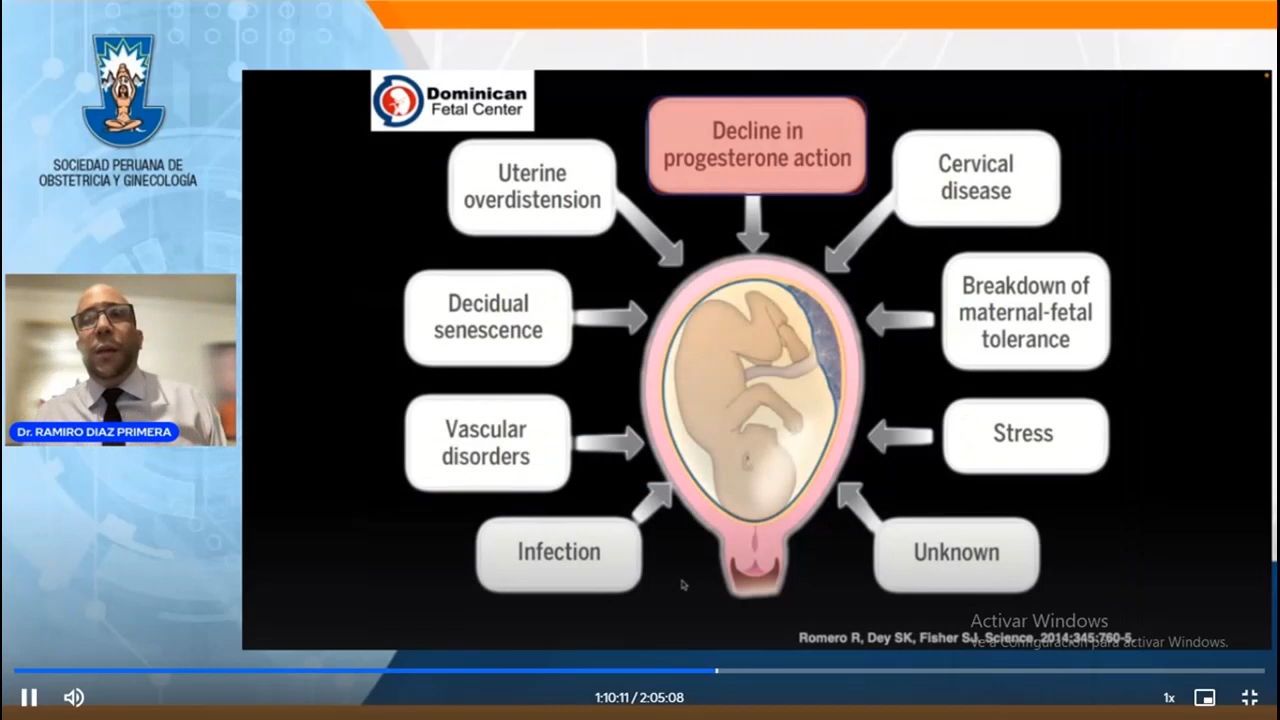 SOCIEDAD PERUANA DE
OBSTETRICIA Y GINECOLOGÍA
Dr. RAMIRO DIAZ PRIMERA
Dominican
Fetal Center
Decline in
progesterone action
Uterine
overdistension
Cervical
disease
Decidual
senescence
Breakdown of
maternal-fetal
tolerance
Vascular
disorders
Stress
Infection
Unknown
Activar Windows
Romero R, Dey SK, Fisher SJ. Science. 2014;345:760-5.
Ve a Configuración para activar Windows.
1:10:11 / 2:05:08
1x